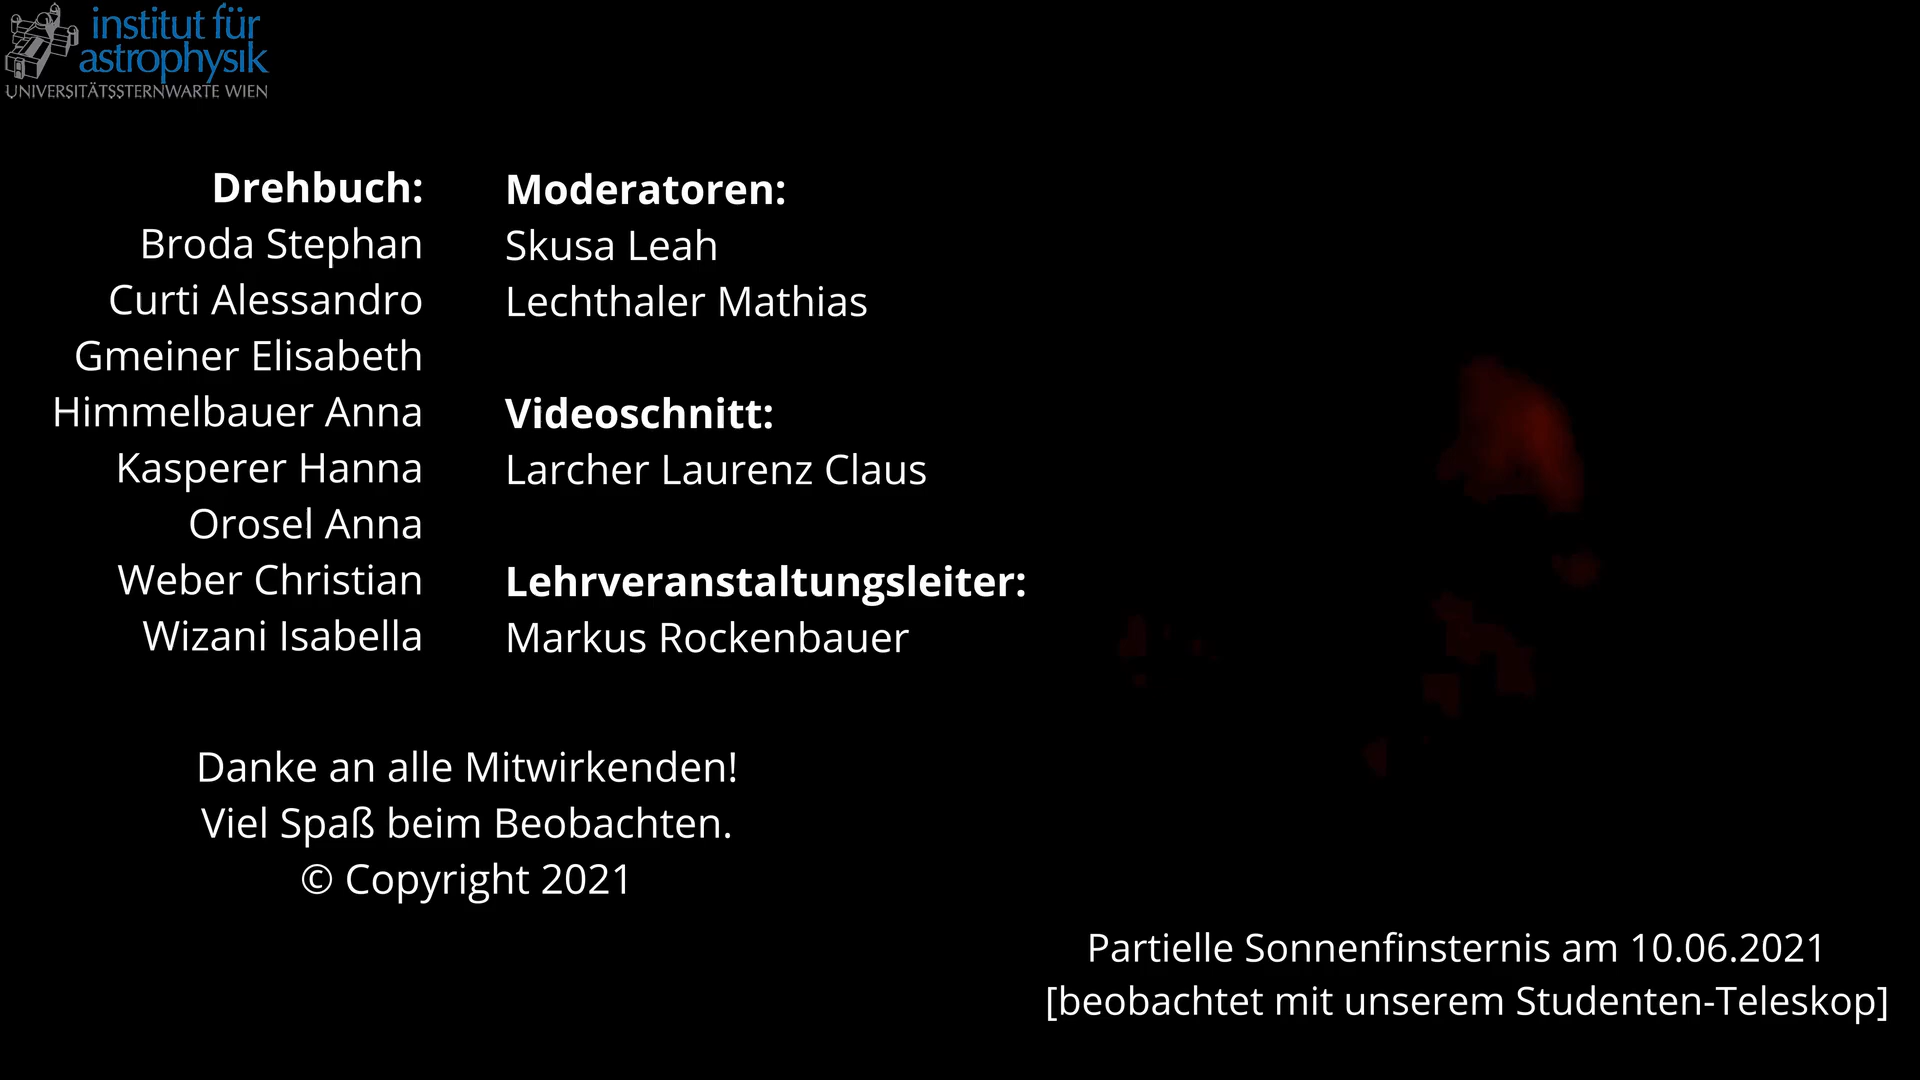 institut für
astrophysik
UNIVERSITÄTSSTERNWARTE WIEN
Drehbuch:
Broda Stephan
Curti Alessandro
Gmeiner Elisabeth
Himmelbauer Anna
Kasperer Hanna
Orosel Anna
Weber Christian
Wizani Isabella
Moderatoren:
Skusa Leah
Lechthaler Mathias
Videoschnitt:
Larcher Laurenz Claus
Lehrveranstaltungsleiter:
Markus Rockenbauer
Danke an alle Mitwirkenden!
Viel Spaß beim Beobachten.
© Copyright 2021
Partielle Sonnenfinsternis am 10.06.2021
[beobachtet mit unserem Studenten-Teleskop]